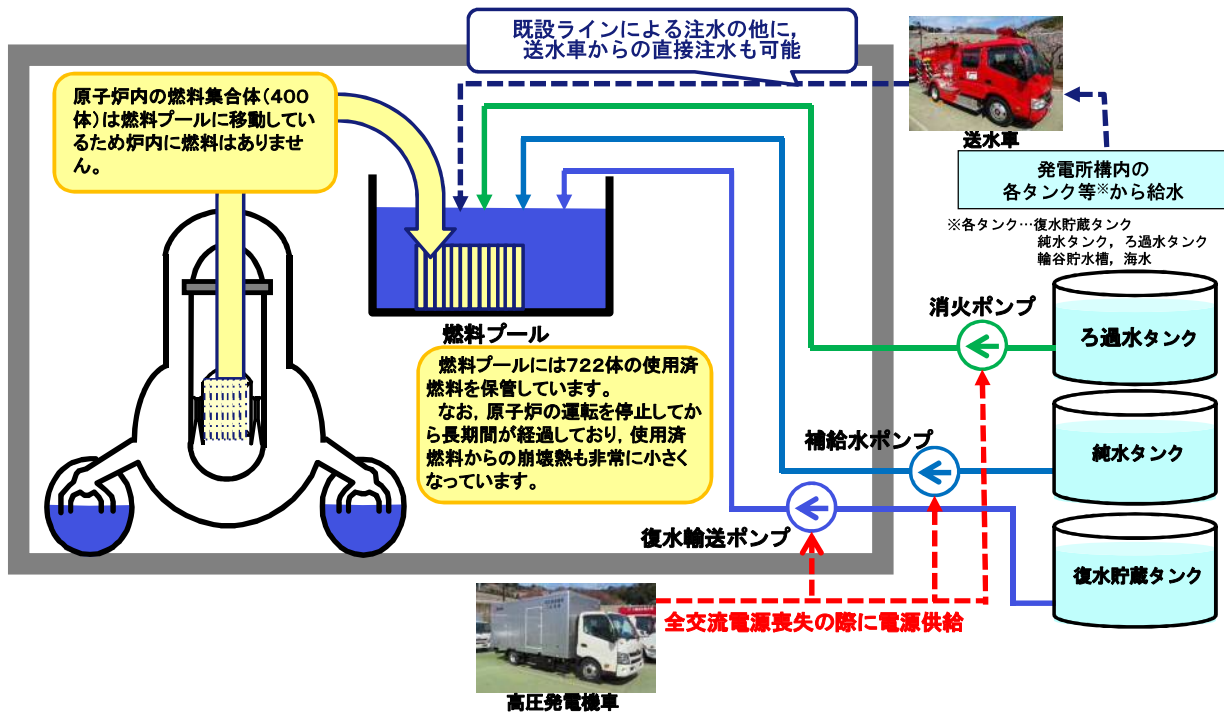 既設ラインによる注水の他に,
送水車からの直接注水も可能
原子炉内の燃料集合体(400
体)は燃料プールに移動してい
るため炉内に燃料はありませ
ん。
送水車
発電所構内の
各タンク等※から給水
※各タンク…復水貯蔵タンク
純水タンク, ろ過水タンク
輪谷貯水槽, 海水
燃料プール
燃料プールには722体の使用済
燃料を保管しています。
なお, 原子炉の運転を停止してか
ら長期間が経過しており, 使用済
燃料からの崩壊熱も非常に小さく
なっています。
消火ポンプ
ろ過水タンク
補給水ポンプ
純水タンク
復水輸送ポンプ
復水貯蔵タンク
全交流電源喪失の際に電源供給
高圧発電機車